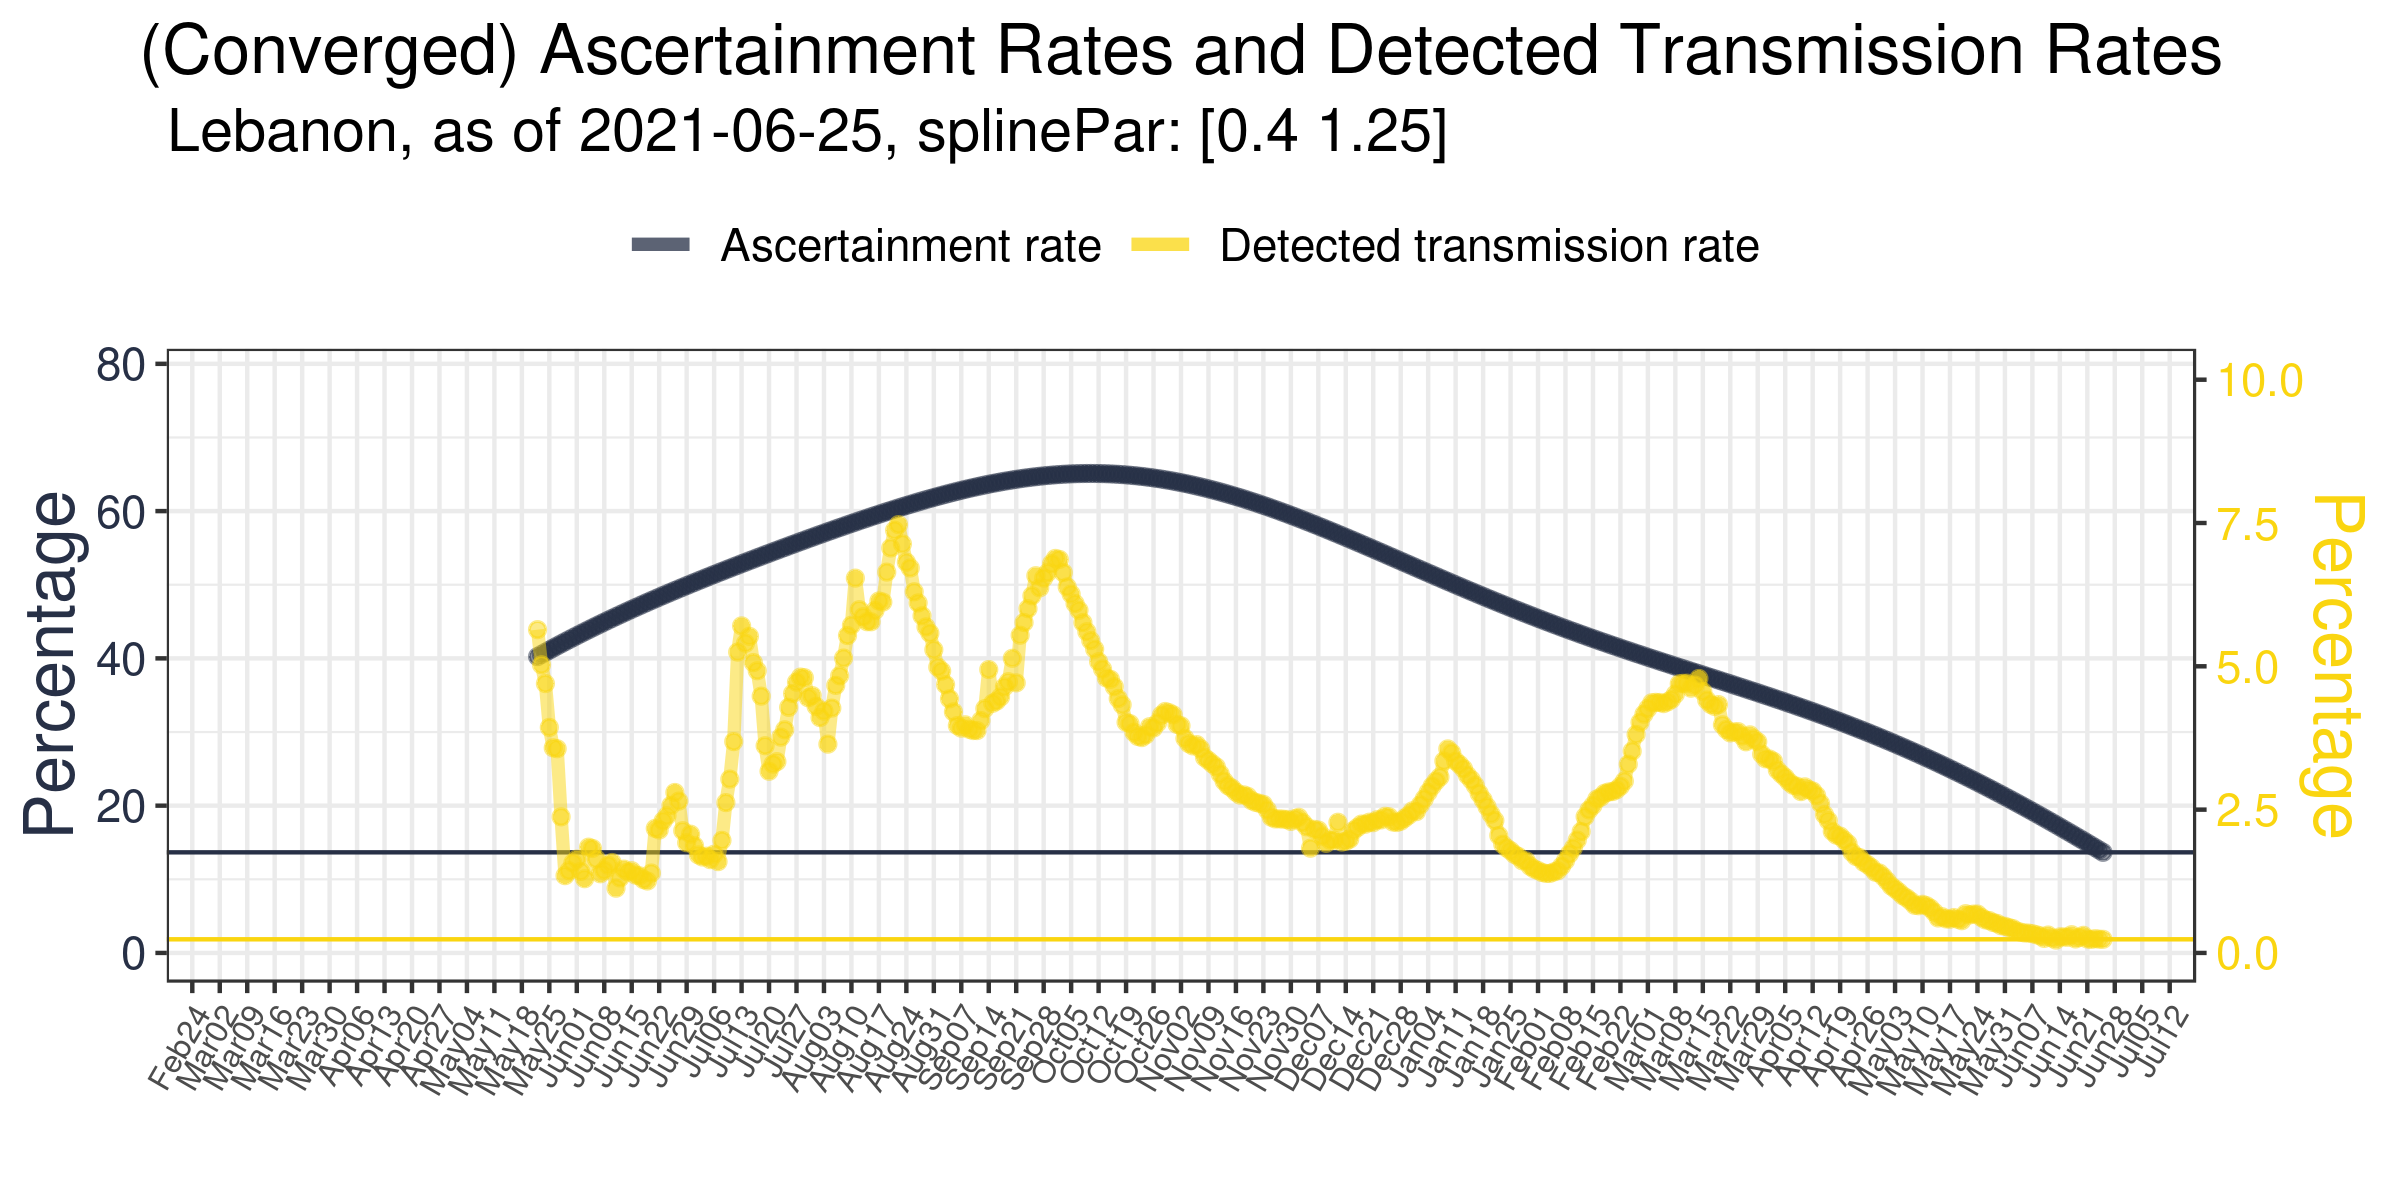 (Converged) Ascertainment Rates and Detected Transmission Rates
Lebanon, as of 2021-06-25, splinePar: [0.4 1.25]
Ascertainment rate
Detected transmission rate
Percentage
80
60
40
20
0
10.0
7.5
5.0
2.5
0.0
Percentage
Feb24
Mar02
Mar09
Mar16
Mar23
Mar30
Apr06
Apr13
Apr20
Apr27
May04
May11
May18
May25
Jun01
Jun08
Jun15
Jun22
Jun29
Jul06
Jul13
Jul20
Jul27
Aug03
Aug10
Aug17
Aug24
Aug31
Sep07
Sep14
Sep21
Sep28
Oct05
Oct12
Oct19
Oct26
Nov02
Nov09
Nov16
Nov23
Nov30
Dec07
Dec14
Dec21
Dec28
Jan04
Jan11
Jan18
Jan25
Feb01
Feb08
Feb15
Feb22
Mar01
Mar08
Mar15
Mar22
Mar29
Apr05
Apr12
Apr19
Apr26
May03
May10
May17
May24
May31
Jun07
Jun14
Jun21
Jun28
Jul05
Jul12